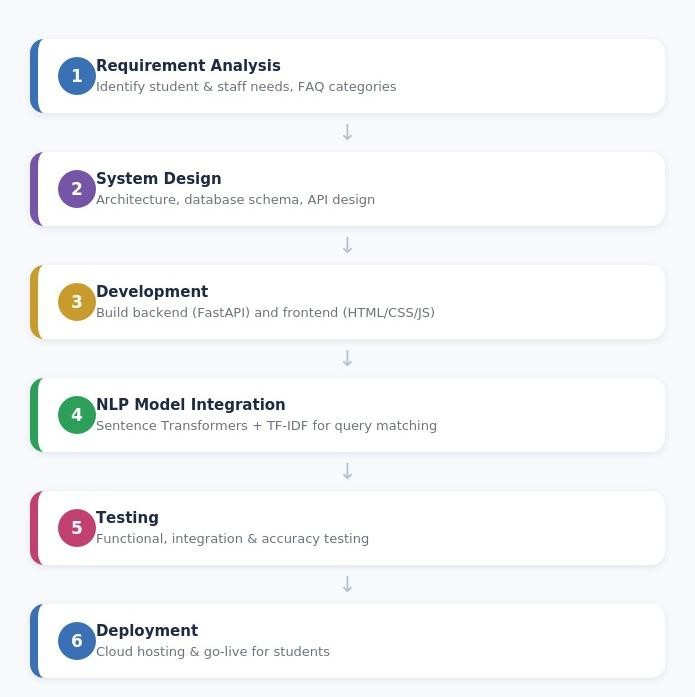 1
Requirement Analysis
Identify student & staff needs, FAQ categories
↓
2
System Design
Architecture, database schema, API design
↓
3
Development
Build backend (FastAPI) and frontend (HTML/CSS/JS)
↓
4
NLP Model Integration
Sentence Transformers + TF-IDF for query matching
↓
5
Testing
Functional, integration & accuracy testing
↓
6
Deployment
Cloud hosting & go-live for students